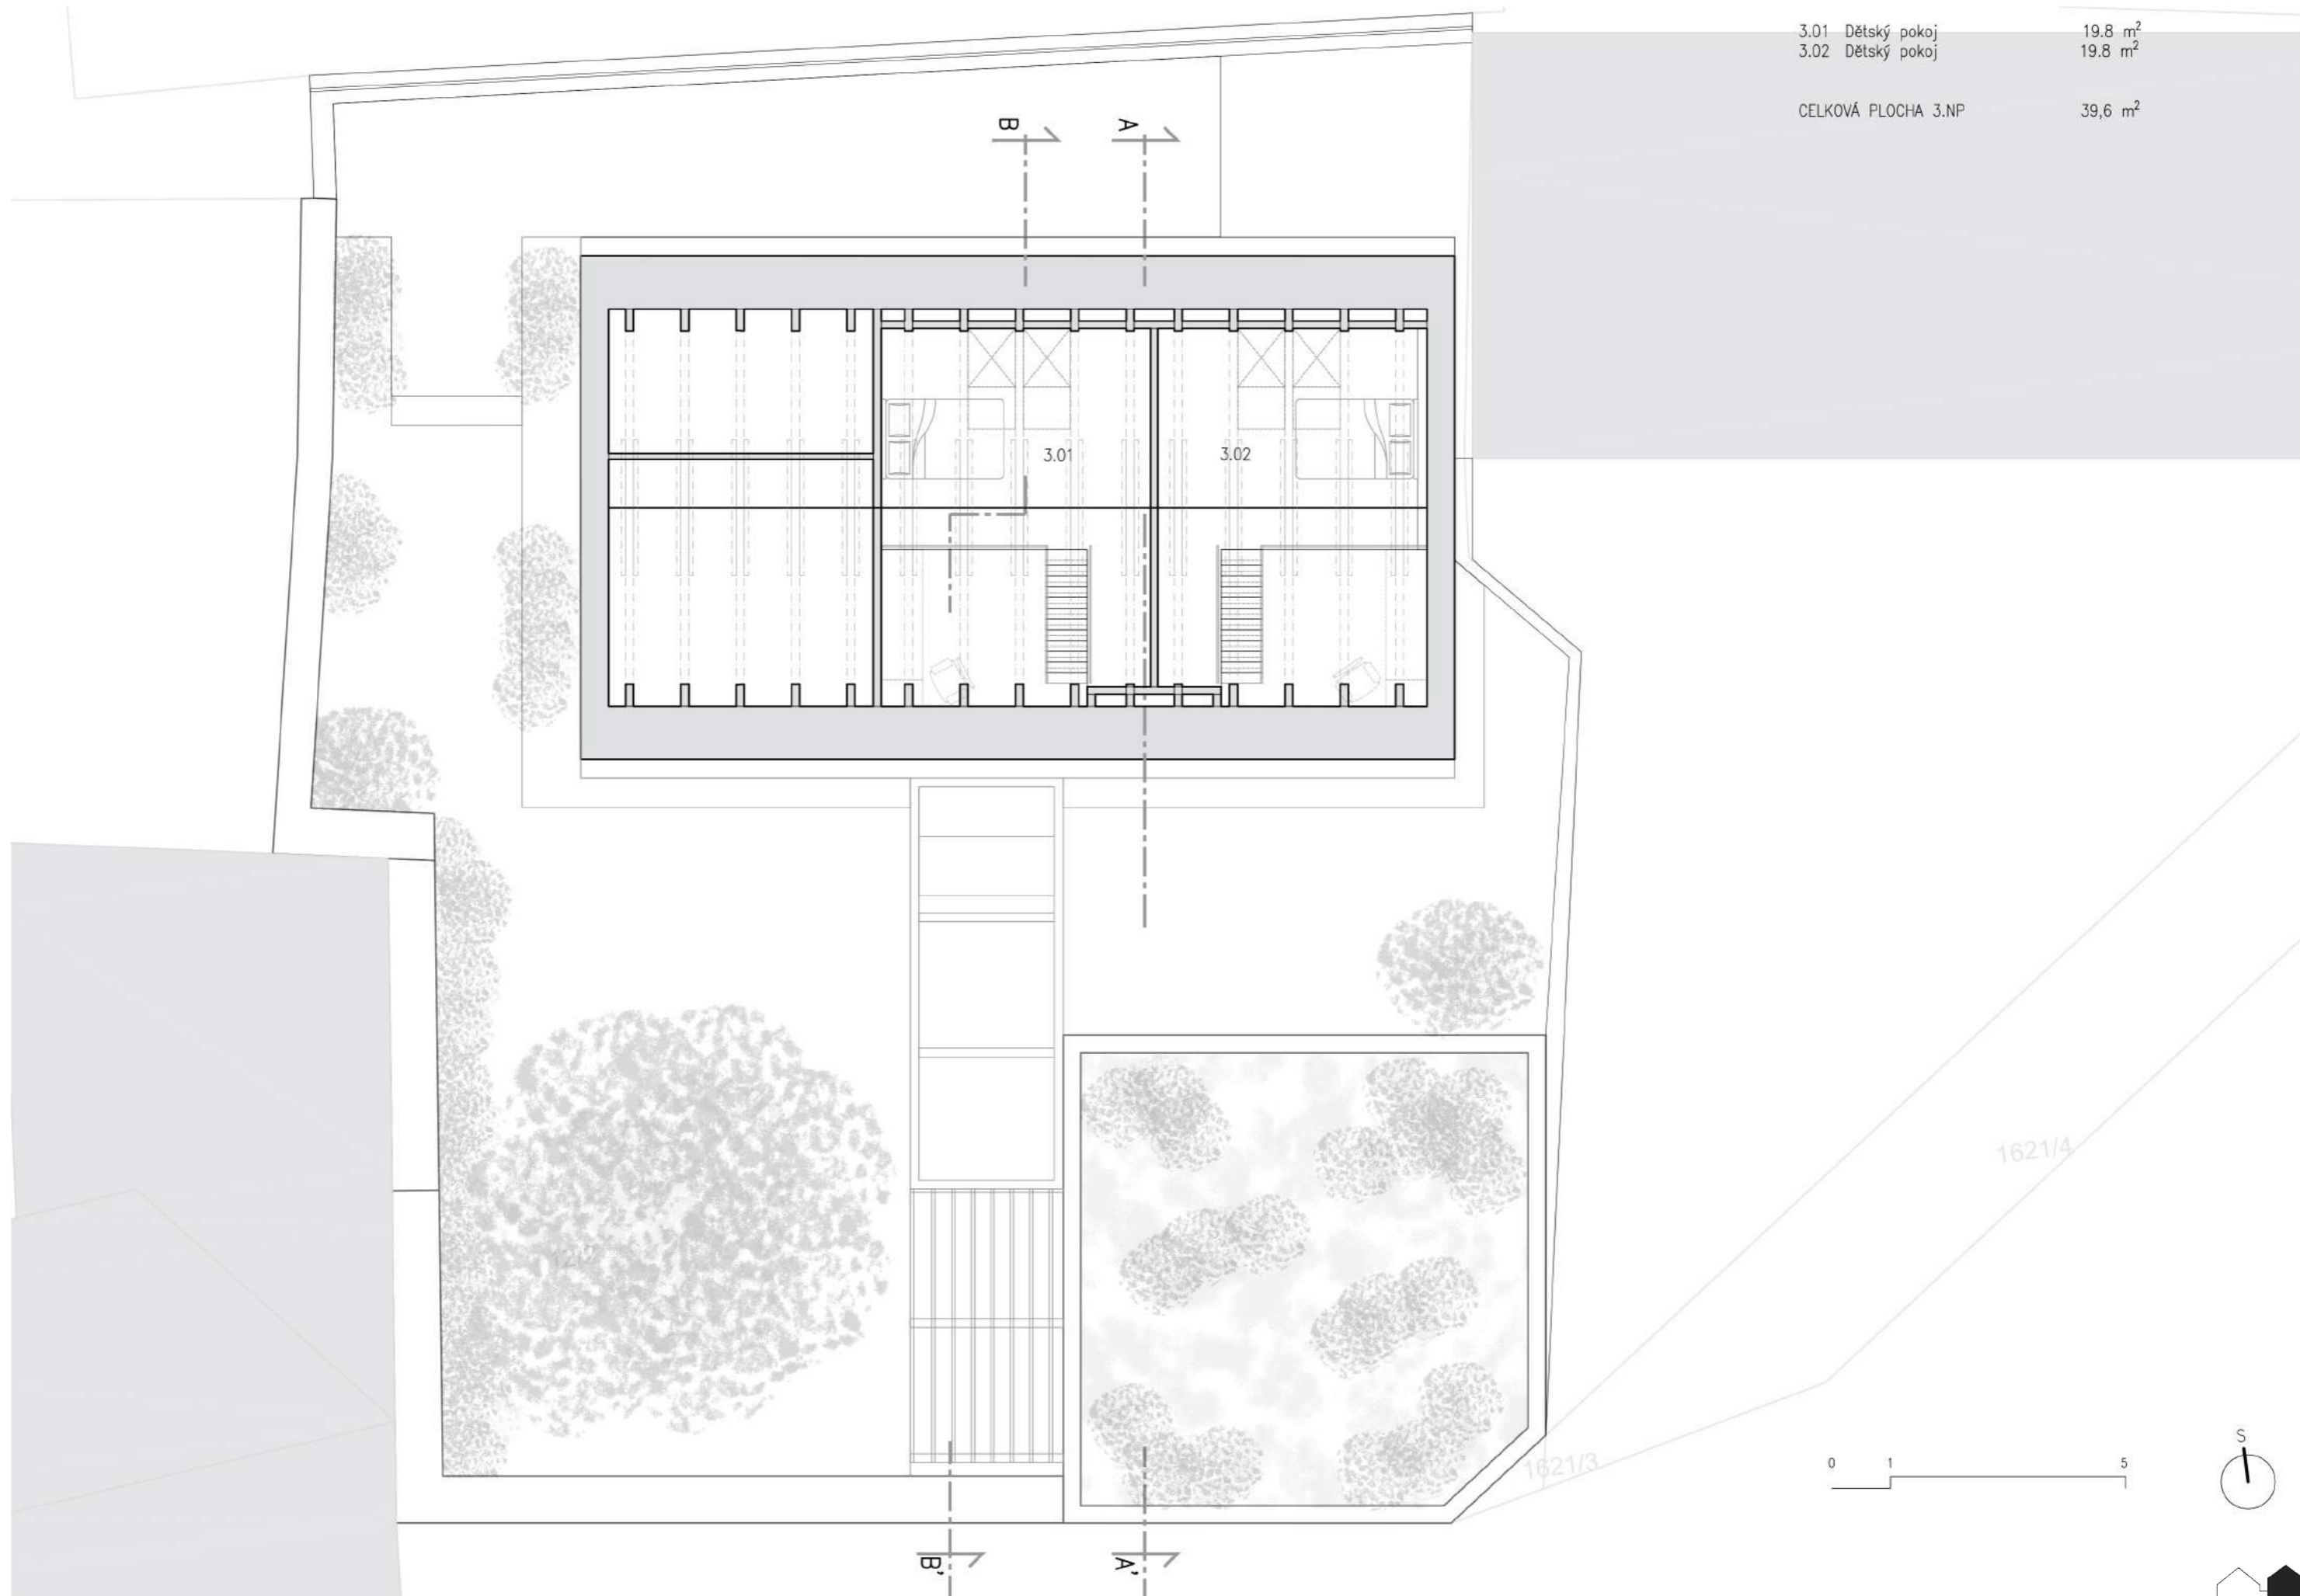 3.01 Dětský pokoj 19.8 m²
3.02 Dětský pokoj 19.8 m²
CELKOVÁ PLOCHA 3.NP 39,6 m²
B A
3.01 3.02
1621/4
1621/3
0 1 5
S
B' A'